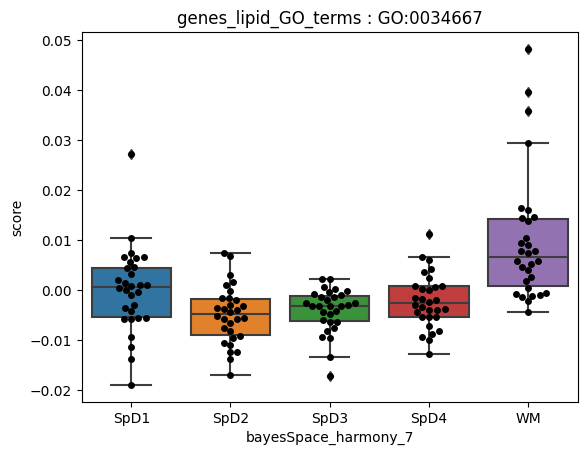 genes_lipid_GO_terms : GO:0034667
0.05
0.04
0.03
0.02
0.01
0.00
−0.01
−0.02
score
SpD1 SpD2 SpD3 SpD4 WM
bayesSpace_harmony_7